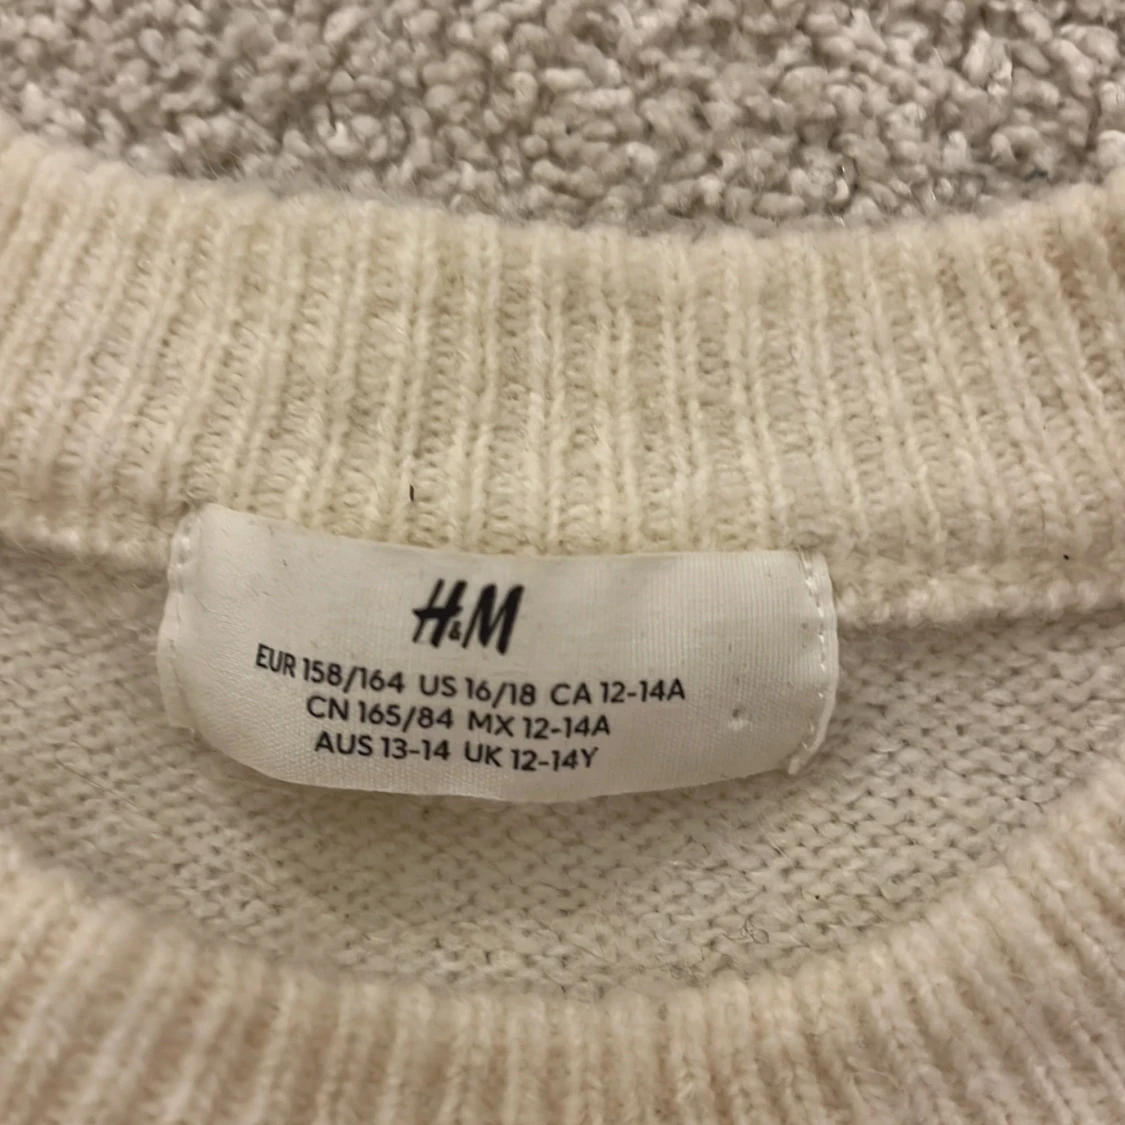 H&M
EUR 158/164 US 16/18 CA 12-14A
CN 165/84 MX 12-14A
AUS 13-14 UK 12-14Y